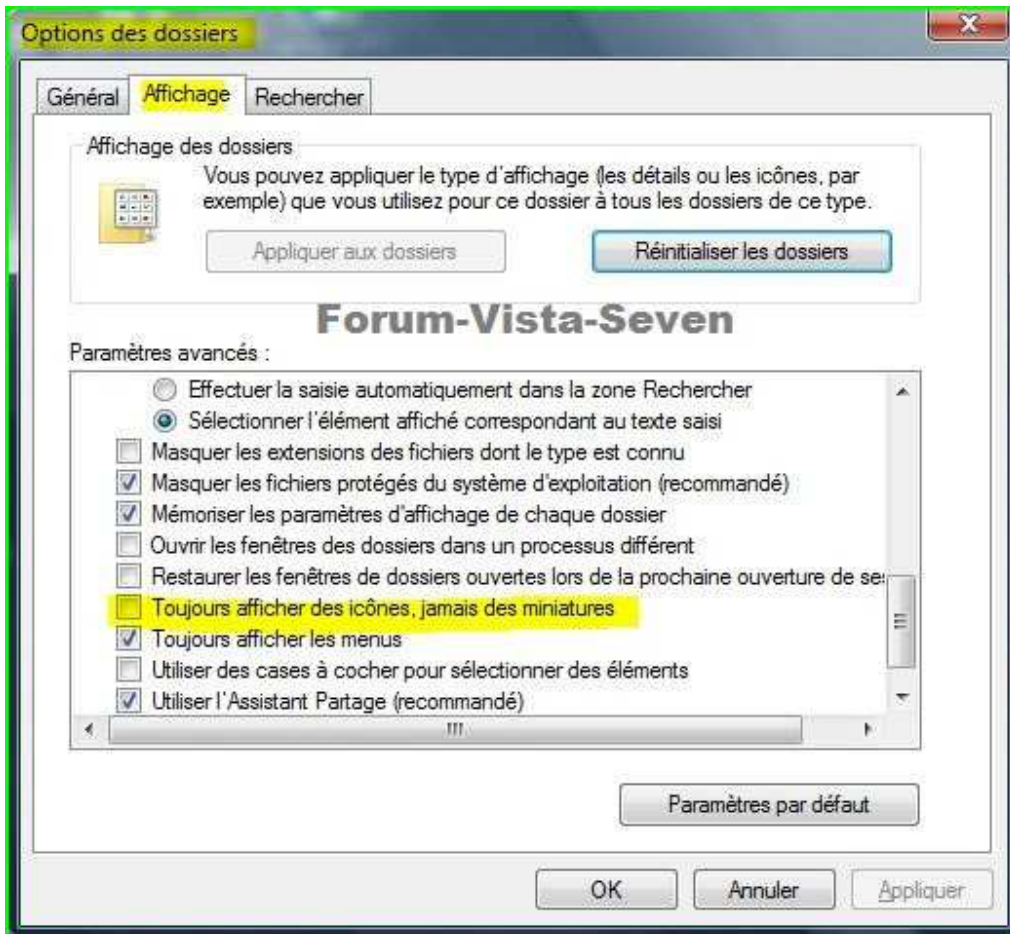 Options des dossiers
Général Affichage Rechercher
Affichage des dossiers
Vous pouvez appliquer le type d'affichage (les détails ou les icônes, par
exemple) que vous utilisez pour ce dossier à tous les dossiers de ce type.
Appliquer aux dossiers Réinitialiser les dossiers
Forum-Vista-Seven
Paramètres avancés :
Effectuer la saisie automatiquement dans la zone Rechercher
Sélectionner l'élément affiché correspondant au texte saisi
Masquer les extensions des fichiers dont le type est connu
Masquer les fichiers protégés du système d'exploitation (recommandé)
Mémoriser les paramètres d'affichage de chaque dossier
Ouvrir les fenêtres des dossiers dans un processus différent
Restaurer les fenêtres de dossiers ouvertes lors de la prochaine ouverture de
Toujours afficher des icônes, jamais des miniatures
Toujours afficher les menus
Utiliser des cases à cocher pour sélectionner des éléments
Utiliser l'Assistant Partage (recommandé)
Paramètres par défaut
OK Annuler Appliquer